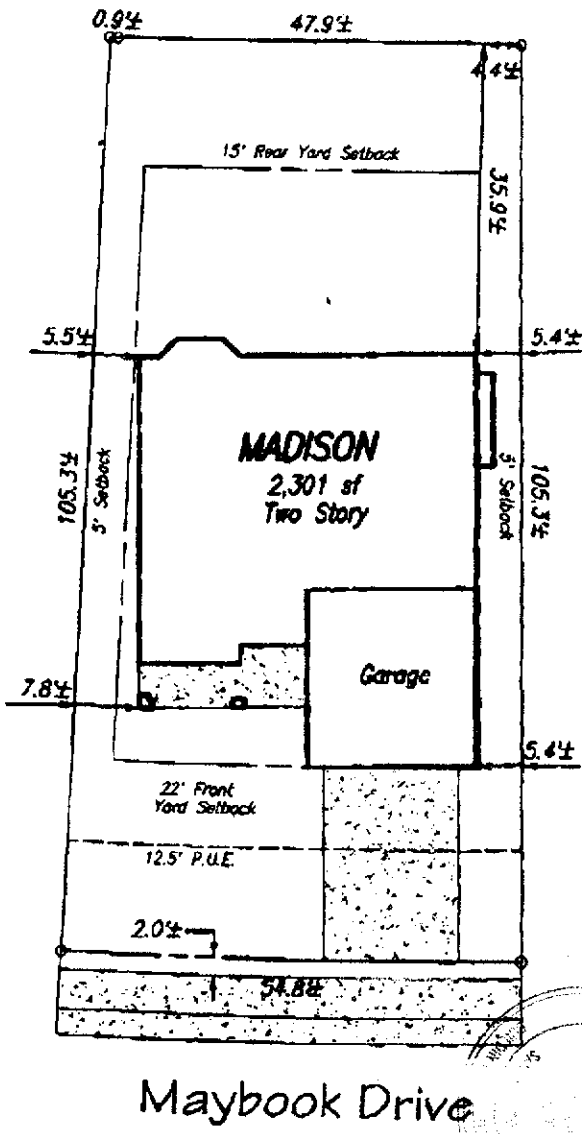 0.9'±
47.9'±
4.4'±
15' Rear Yard Setback
35.9'±
5.5'±
5.4'±
MADISON
2,301 sf
Two Story
105.3'±
5' Setback
5' Setback
105.3'±
Garage
7.8'±
5.4'±
22' Front
Yard Setback
12.5' P.U.E.
2.0'±
54.8'±
Maybook Drive